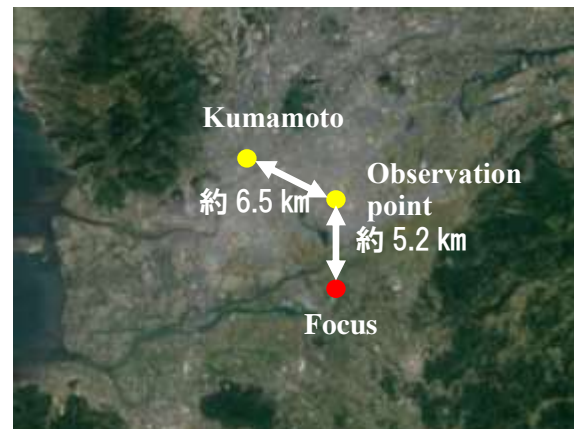 Kumamoto
Observation
約 6.5 ㎞
point
約 5.2 ㎞
Focus